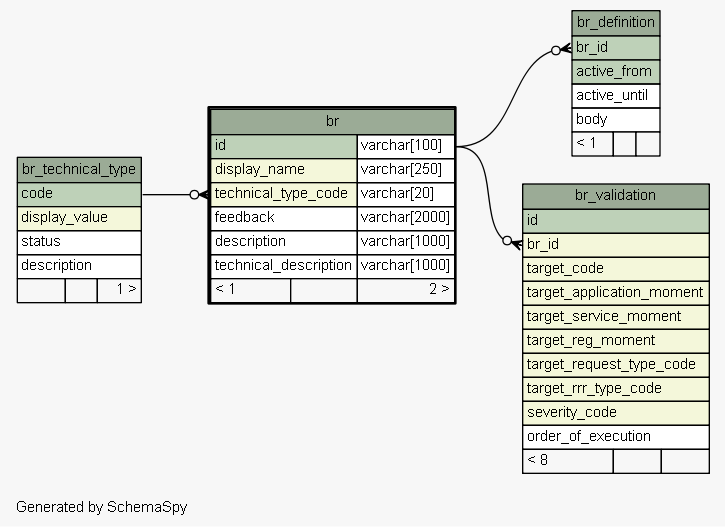 br_definition
br_id
active_from
active_until
body
< 1
br
id varchar[100]
display_name varchar[250]
technical_type_code varchar[20]
feedback varchar[2000]
description varchar[1000]
technical_description varchar[1000]
< 1 2 >
br_technical_type
code
display_value
status
description
1 >
br_validation
id
br_id
target_code
target_application_moment
target_service_moment
target_reg_moment
target_request_type_code
target_rrr_type_code
severity_code
order_of_execution
< 8
Generated by SchemaSpy